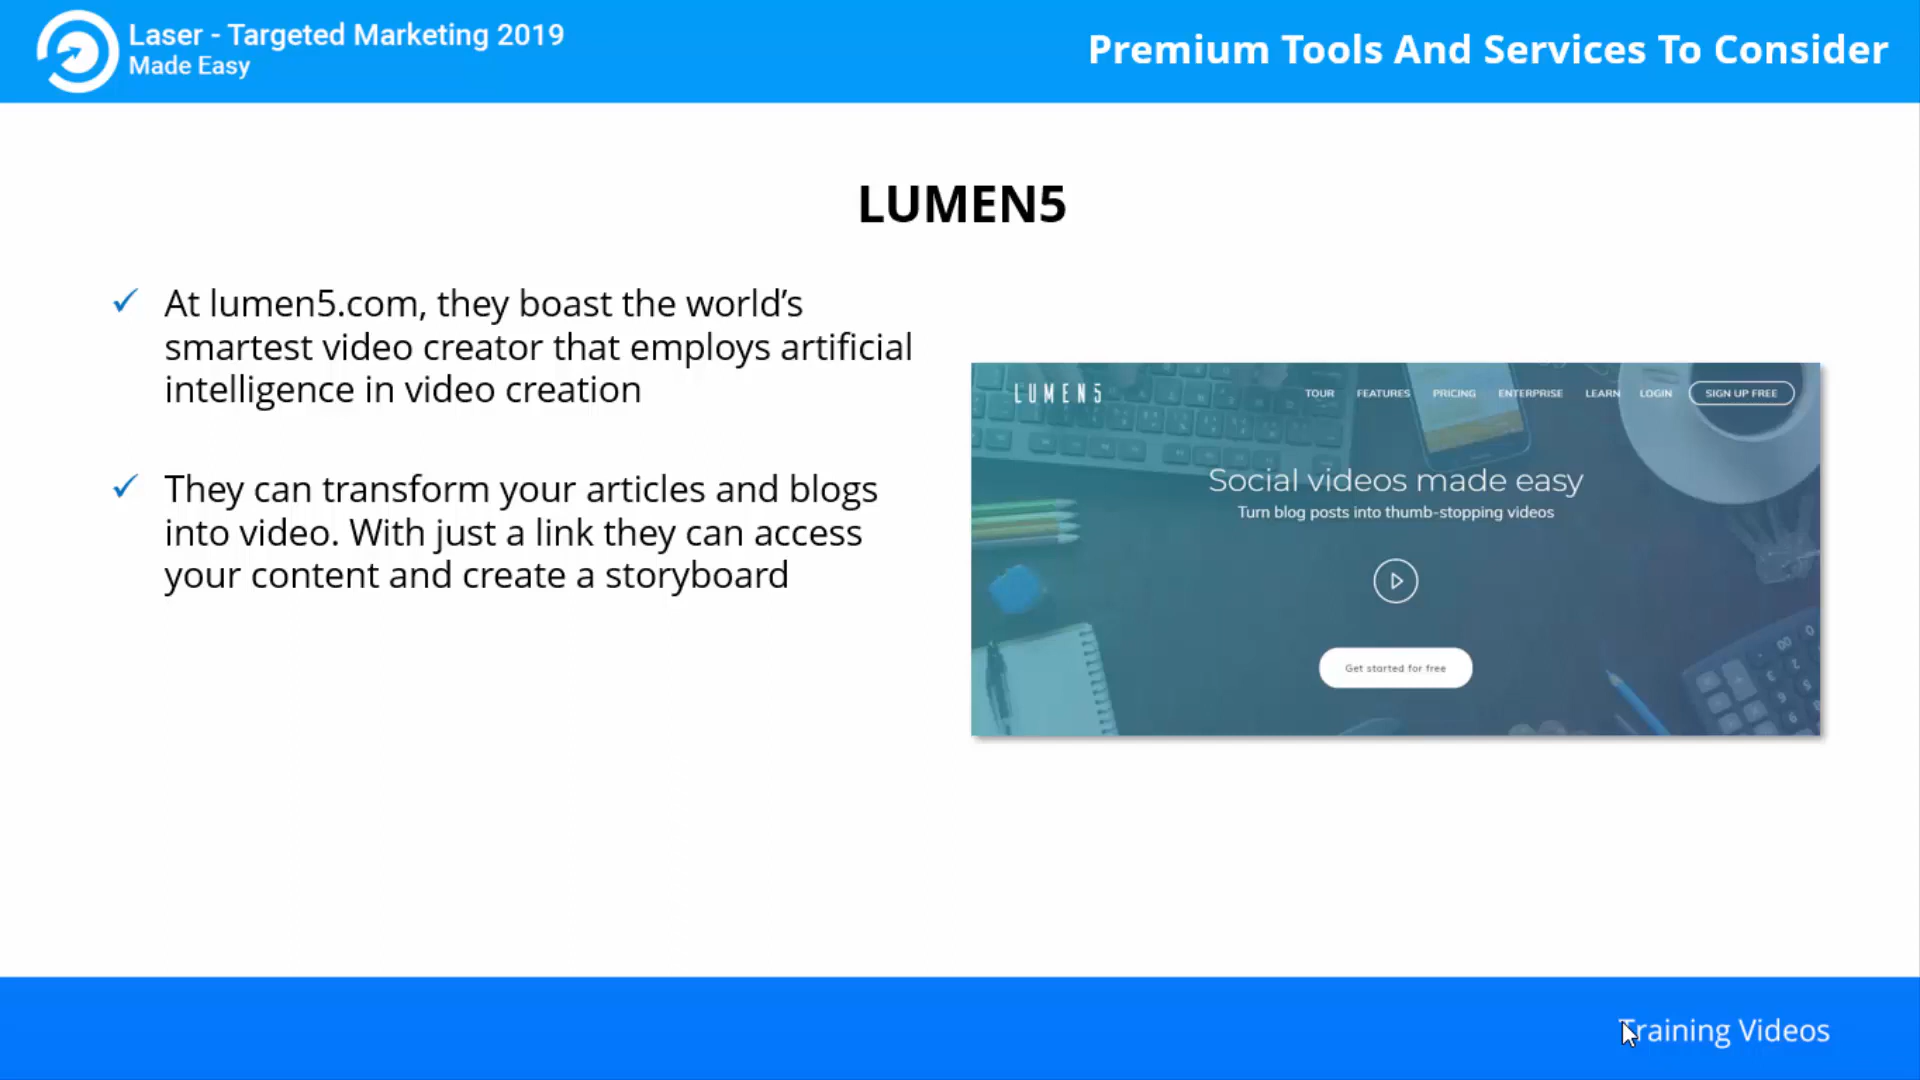 Laser - Targeted Marketing 2019
Made Easy
Premium Tools And Services To Consider
LUMEN5
At lumen5.com, they boast the world’s
smartest video creator that employs artificial
intelligence in video creation
They can transform your articles and blogs
into video. With just a link they can access
your content and create a storyboard
LUMEN5
TOUR FEATURES PRICING ENTERPRISE LEARN LOGIN SIGN UP FREE
Social videos made easy
Turn blog posts into thumb-stopping videos
Get started for free
Training Videos